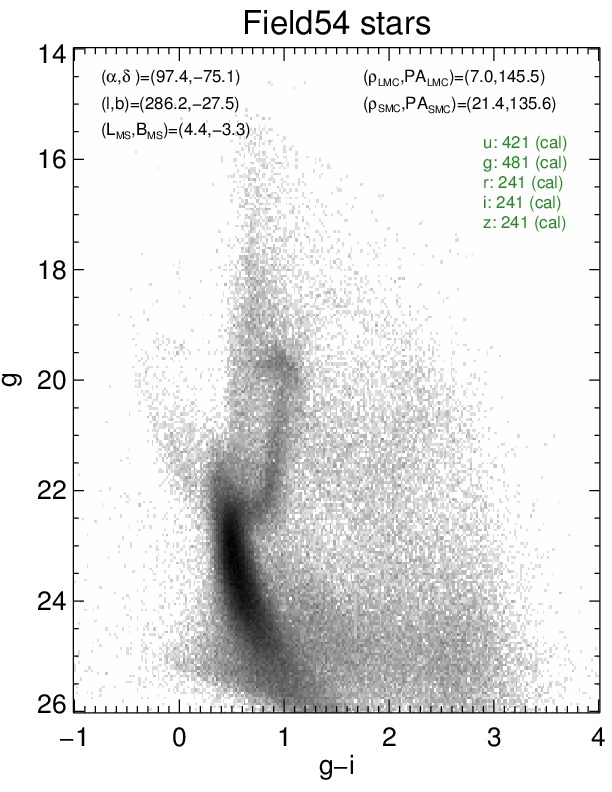 Field54 stars
(α,δ )=(97.4,−75.1) (ρLMC,PALMC)=(7.0,145.5)
(l,b)=(286.2,−27.5) (ρSMC,PASMC)=(21.4,135.6)
(LMS,BMS)=(4.4,−3.3)
u: 421 (cal)
g: 481 (cal)
r: 241 (cal)
i: 241 (cal)
z: 241 (cal)
14
16
18
20
22
24
26
g
−1 0 1 2 3 4
g−i